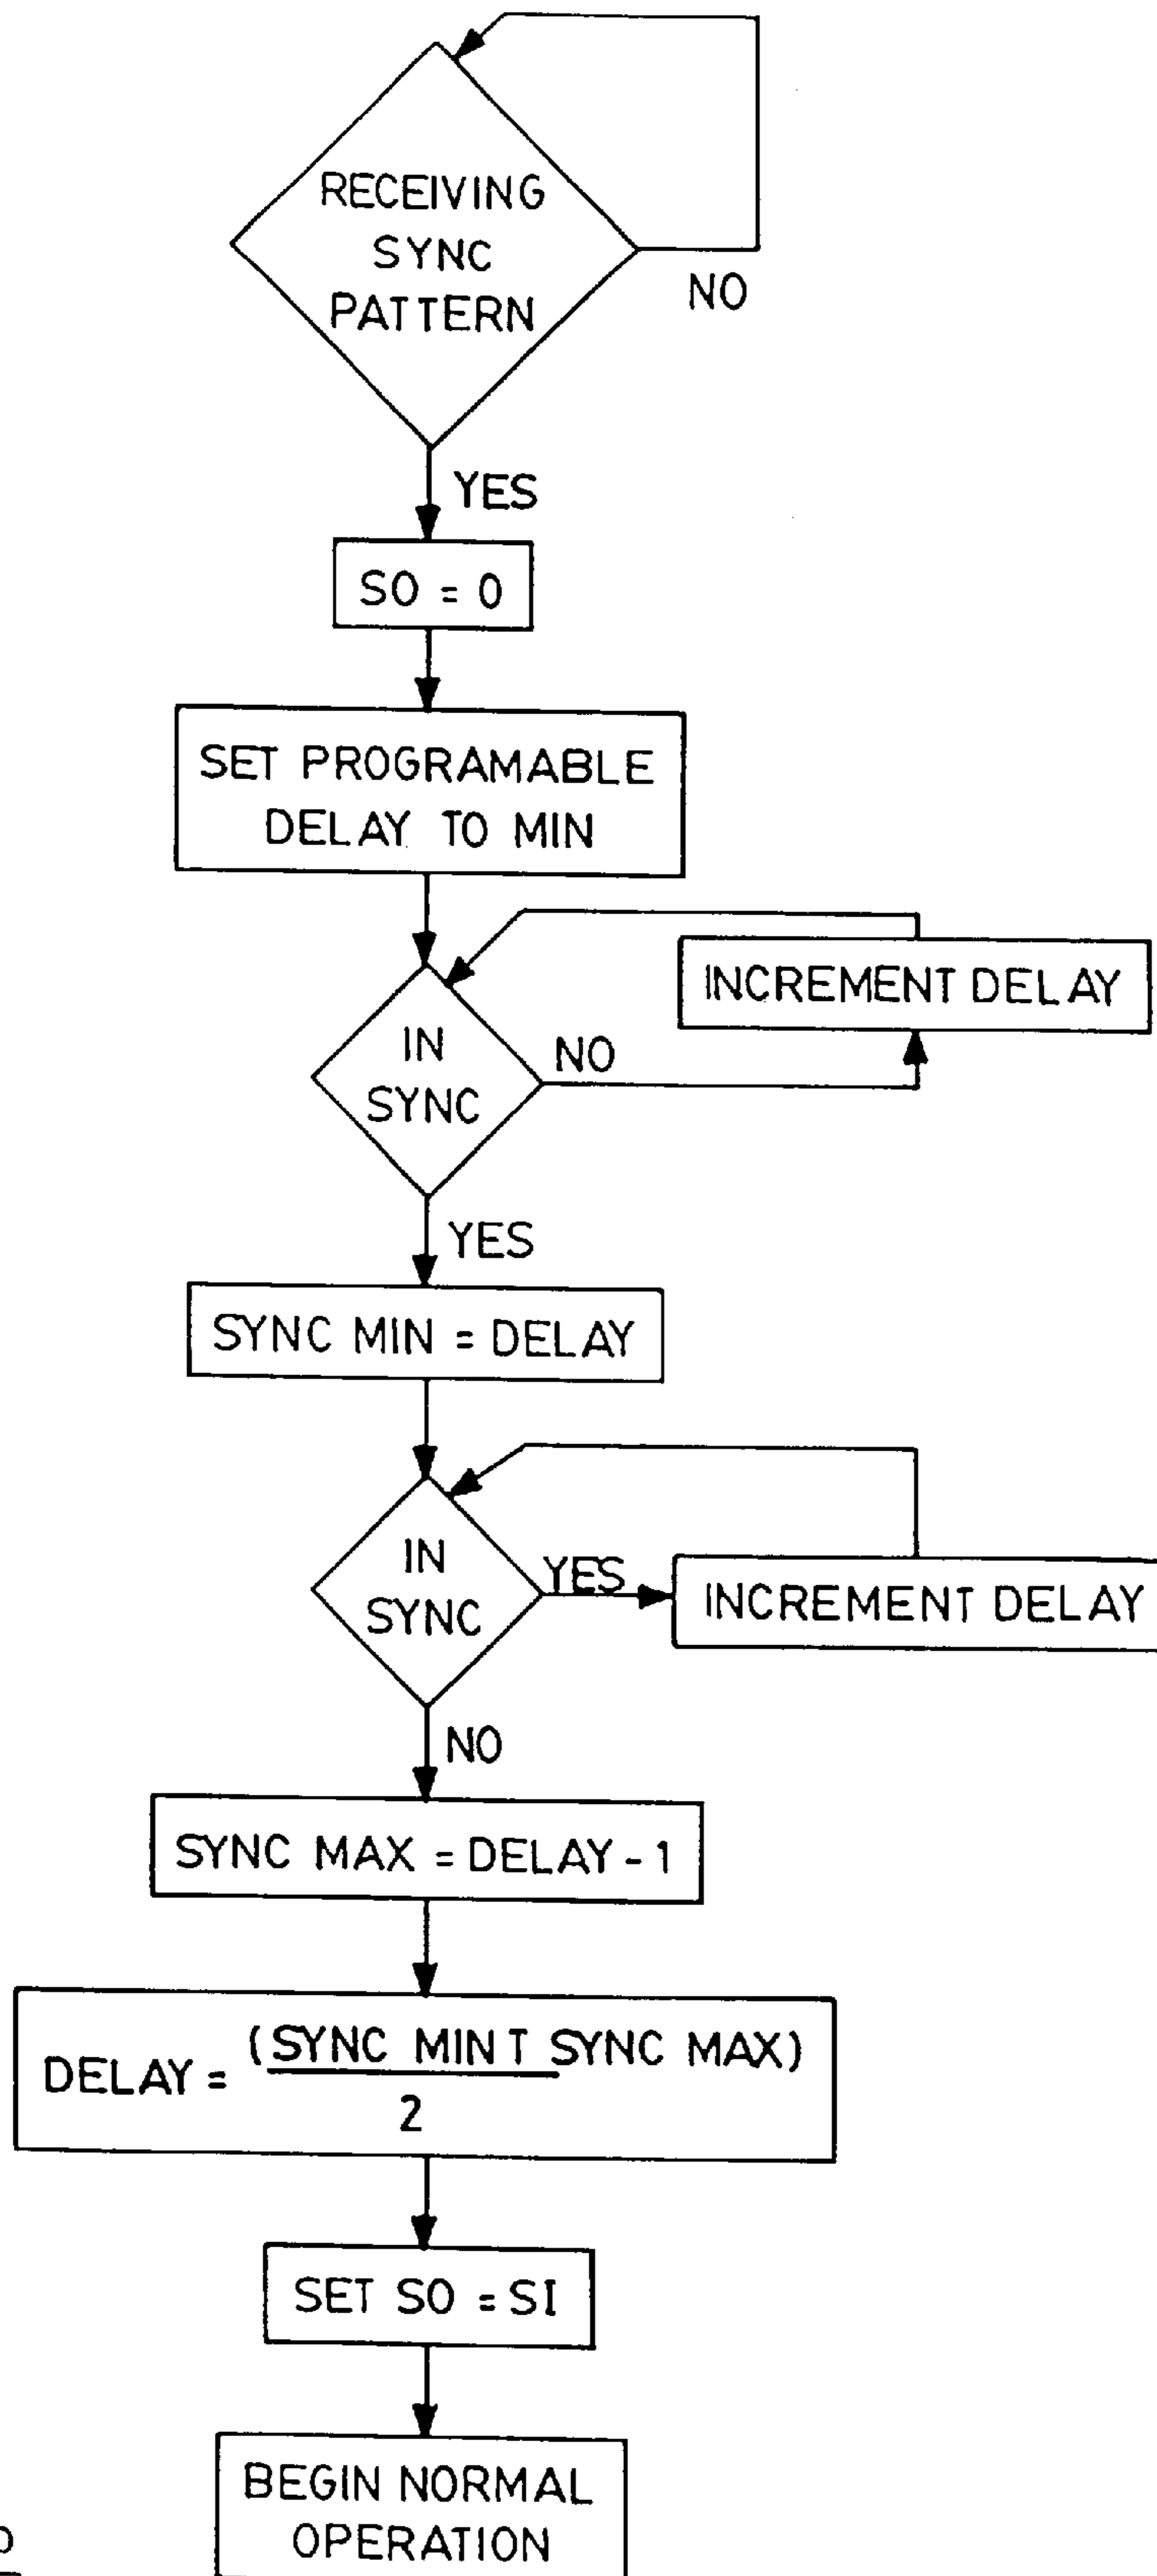 RECEIVING
SYNC
PATTERN
NO
YES
SO = 0
SET PROGRAMABLE
DELAY TO MIN
INCREMENT DELAY
IN
SYNC
NO
YES
SYNC MIN = DELAY
IN
SYNC
YES
INCREMENT DELAY
NO
SYNC MAX = DELAY - 1
DELAY = (SYNC MIN T SYNC MAX)
2
SET SO = SI
BEGIN NORMAL
OPERATION